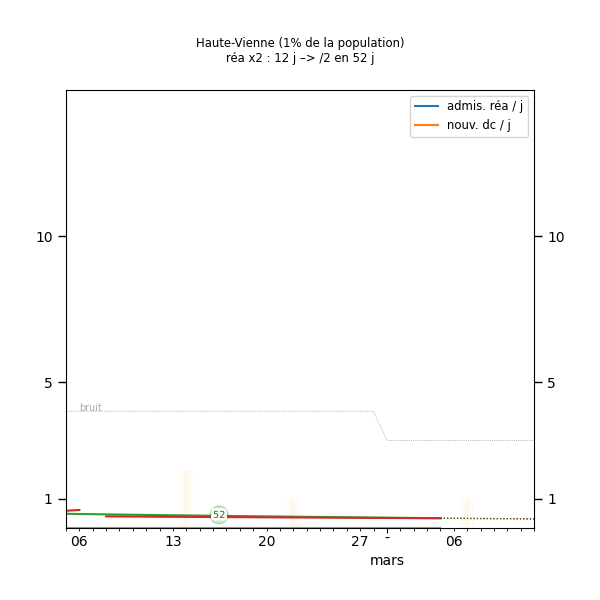 Haute-Vienne (1% de la population)
réa x2 : 12 j –> /2 en 52 j
admis. réa / j
nouv. dc / j
10 10
5 5
bruit
1 1
52
06 13 20 27 - 06
mars